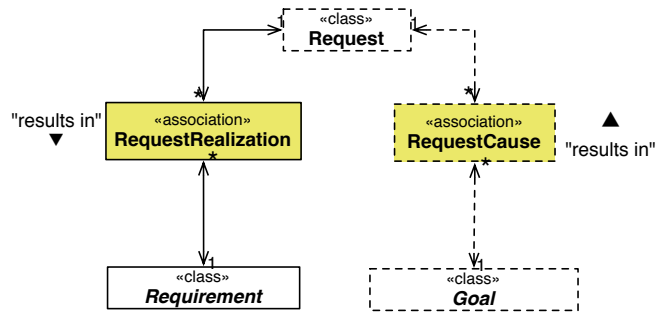 1 «class» 1
Request
* *
"results in" ▼
«association»
RequestRealization
*
«association»
RequestCause
*
▲ "results in"
1 1
«class»
Requirement
«class»
Goal